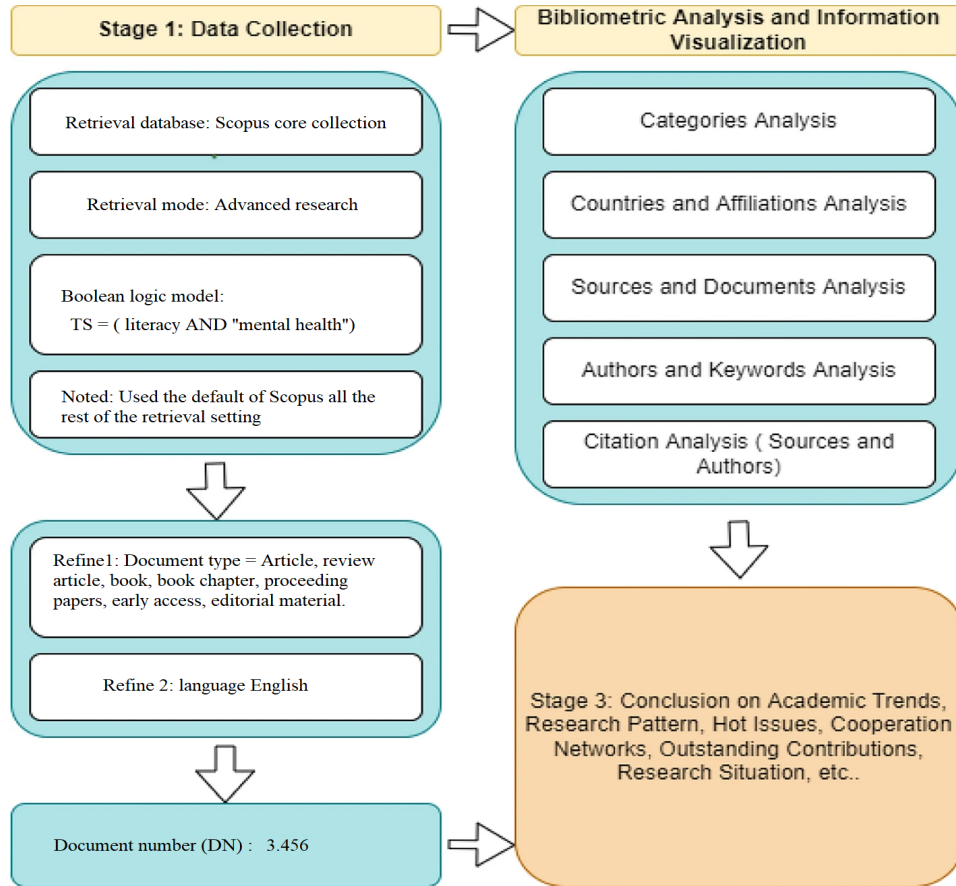 Stage 1: Data Collection
Retrieval database: Scopus core collection
Retrieval mode: Advanced research
Boolean logic model:
TS = ( literacy AND "mental health")
Noted: Used the default of Scopus all the
rest of the retrieval setting
Refine1: Document type = Article, review
article, book, book chapter, proceeding
papers, early access, editorial material.
Refine 2: language English
Document number (DN) : 3.456
Bibliometric Analysis and Information
Visualization
Categories Analysis
Countries and Affiliations Analysis
Sources and Documents Analysis
Authors and Keywords Analysis
Citation Analysis ( Sources and
Authors)
Stage 3: Conclusion on Academic Trends,
Research Pattern, Hot Issues, Cooperation
Networks, Outstanding Contributions,
Research Situation, etc..